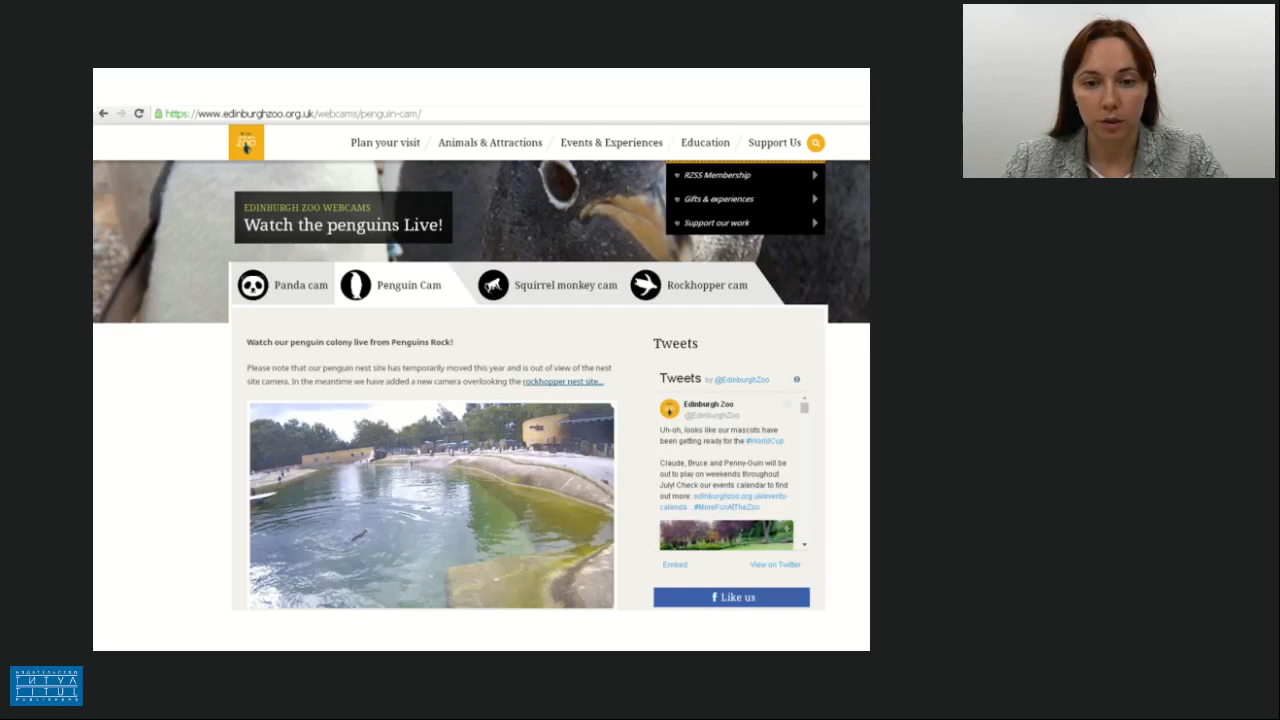 https://www.edinburghzoo.org.uk/webcams/penguin-cam/
ZOO
Plan your visit
Animals & Attractions
Events & Experiences
Education
Support Us
RZSS Membership
Gifts & experiences
Support our work
EDINBURGH ZOO WEBCAMS
Watch the penguins Live!
Panda cam
Penguin Cam
Squirrel monkey cam
Rockhopper cam
Watch our penguin colony live from Penguins Rock!
Please note that our penguin nest site has temporarily moved this year and is out of view of the nest
site camera. In the meantime we have added a new camera overlooking the rockhopper nest site...
Tweets
Tweets by @EdinburghZoo
Edinburgh Zoo
@EdinburghZoo
Uh-oh, looks like our mascots have
been getting ready for the #WorldCup
Claude, Bruce and Penny-Guin will be
out to play on weekends throughout
July! Check our events calendar to find
out more: edinburghzoo.org.uk/events-
calenda... #MoreFunAtTheZoo
Embed
View on Twitter
Like us
ИЗДАТЕЛЬСТВО
ТИТУЛ
TITUL
PUBLISHERS